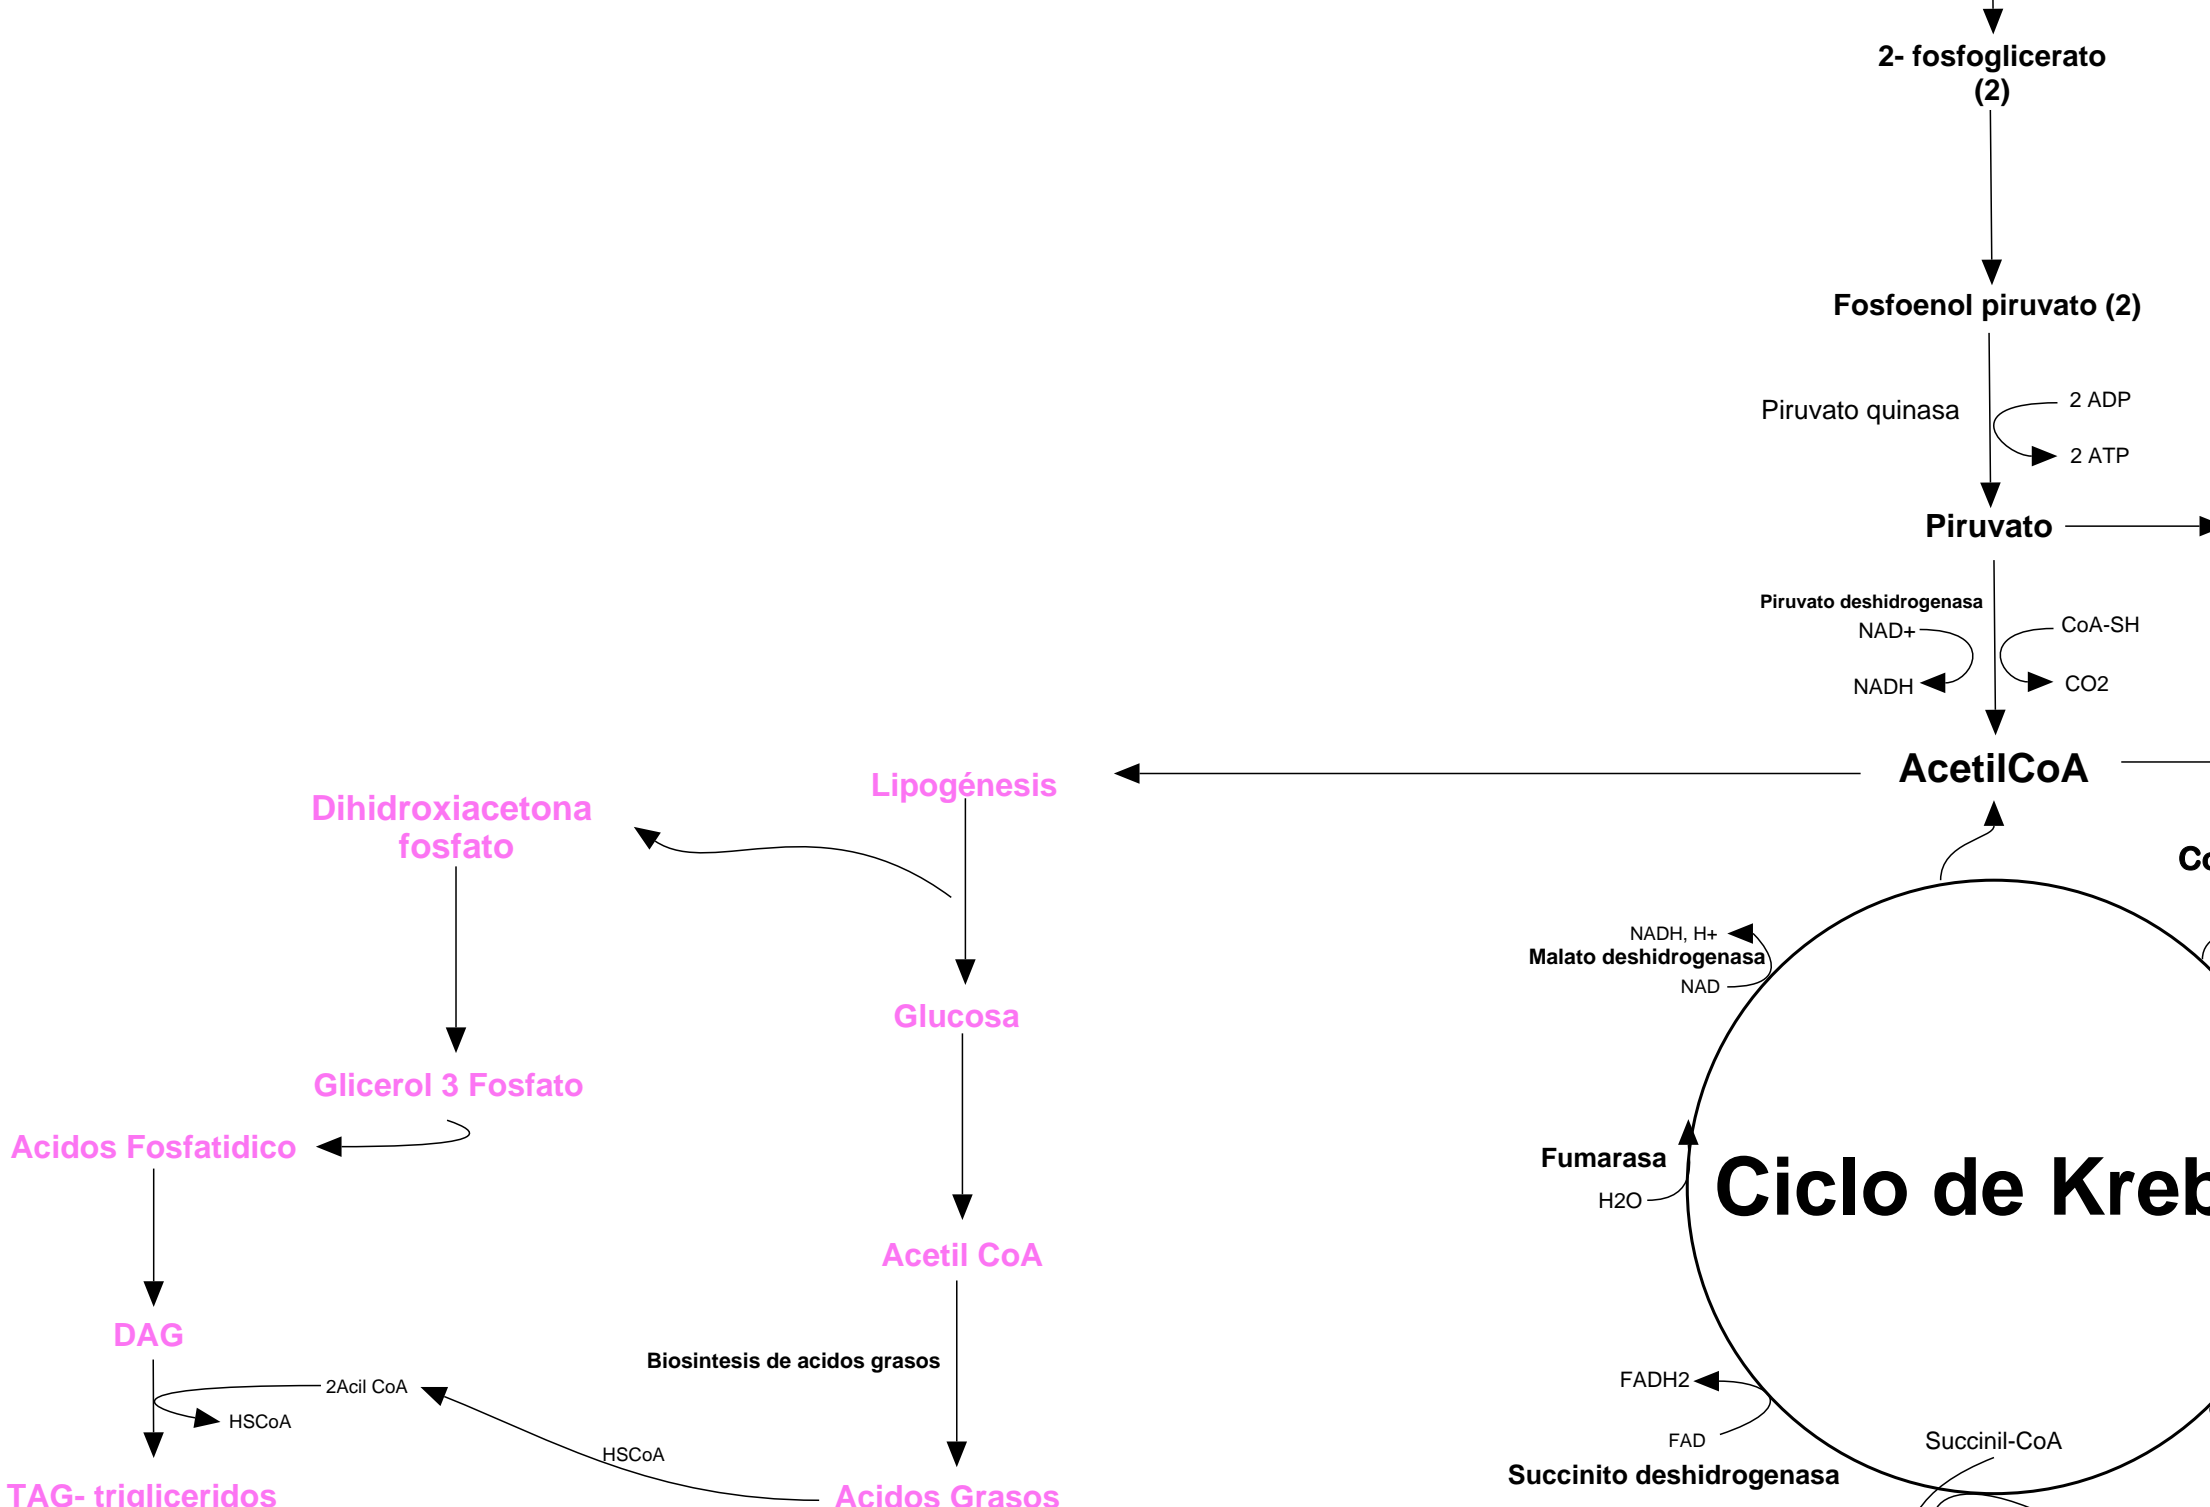 2- fosfoglicerato
(2)
Fosfoenol piruvato (2)
Piruvato quinasa
2 ADP
2 ATP
Piruvato
Piruvato deshidrogenasa
NAD+
CoA-SH
NADH
CO2
AcetilCoA
Lipogénesis
Dihidroxiacetona
fosfato
NADH, H+
Malato deshidrogenasa
NAD
Glucosa
Glicerol 3 Fosfato
Acidos Fosfatidico
Fumarasa
H2O
Ciclo de Kreb
Acetil CoA
DAG
Biosintesis de acidos grasos
2Acil CoA
HSCoA
HSCoA
FADH2
FAD
Succinil-CoA
Succinito deshidrogenasa
TAG- trigliceridos
Acidos Grasos